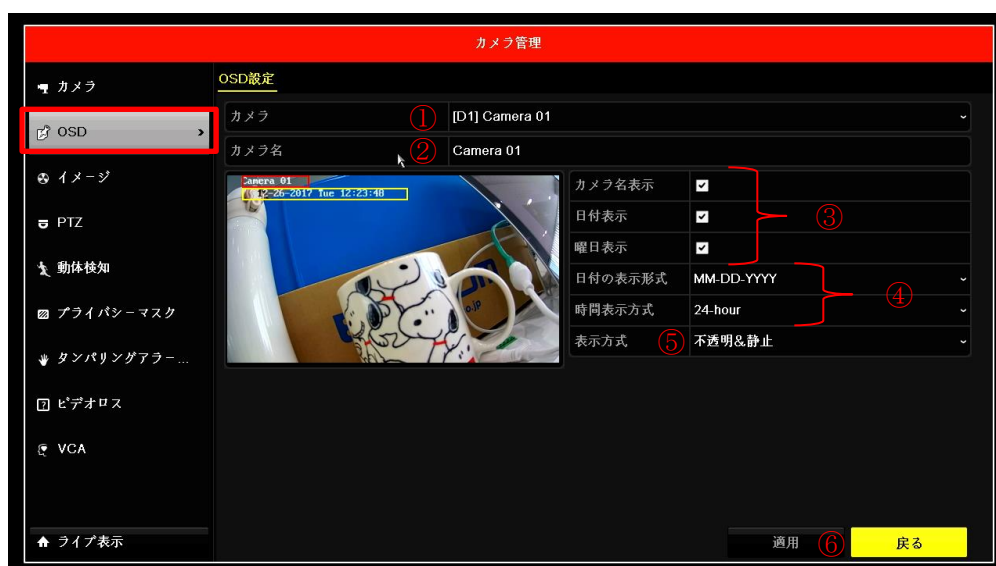 カメラ管理
カメラ
OSD
イメージ
PTZ
動体検知
プライバシーマスク
タンパリングアラー...
ビデオロス
VCA
ライブ表示
OSD設定
カメラ ① [D1] Camera 01
カメラ名 ② Camera 01
Camera 01
12-26-2017 Tue 12:23:48
.jp
カメラ名表示
日付表示
曜日表示
③
日付の表示形式 MM-DD-YYYY
時間表示方式 24-hour
④
表示方式 ⑤ 不透明&静止
適用 ⑥ 戻る